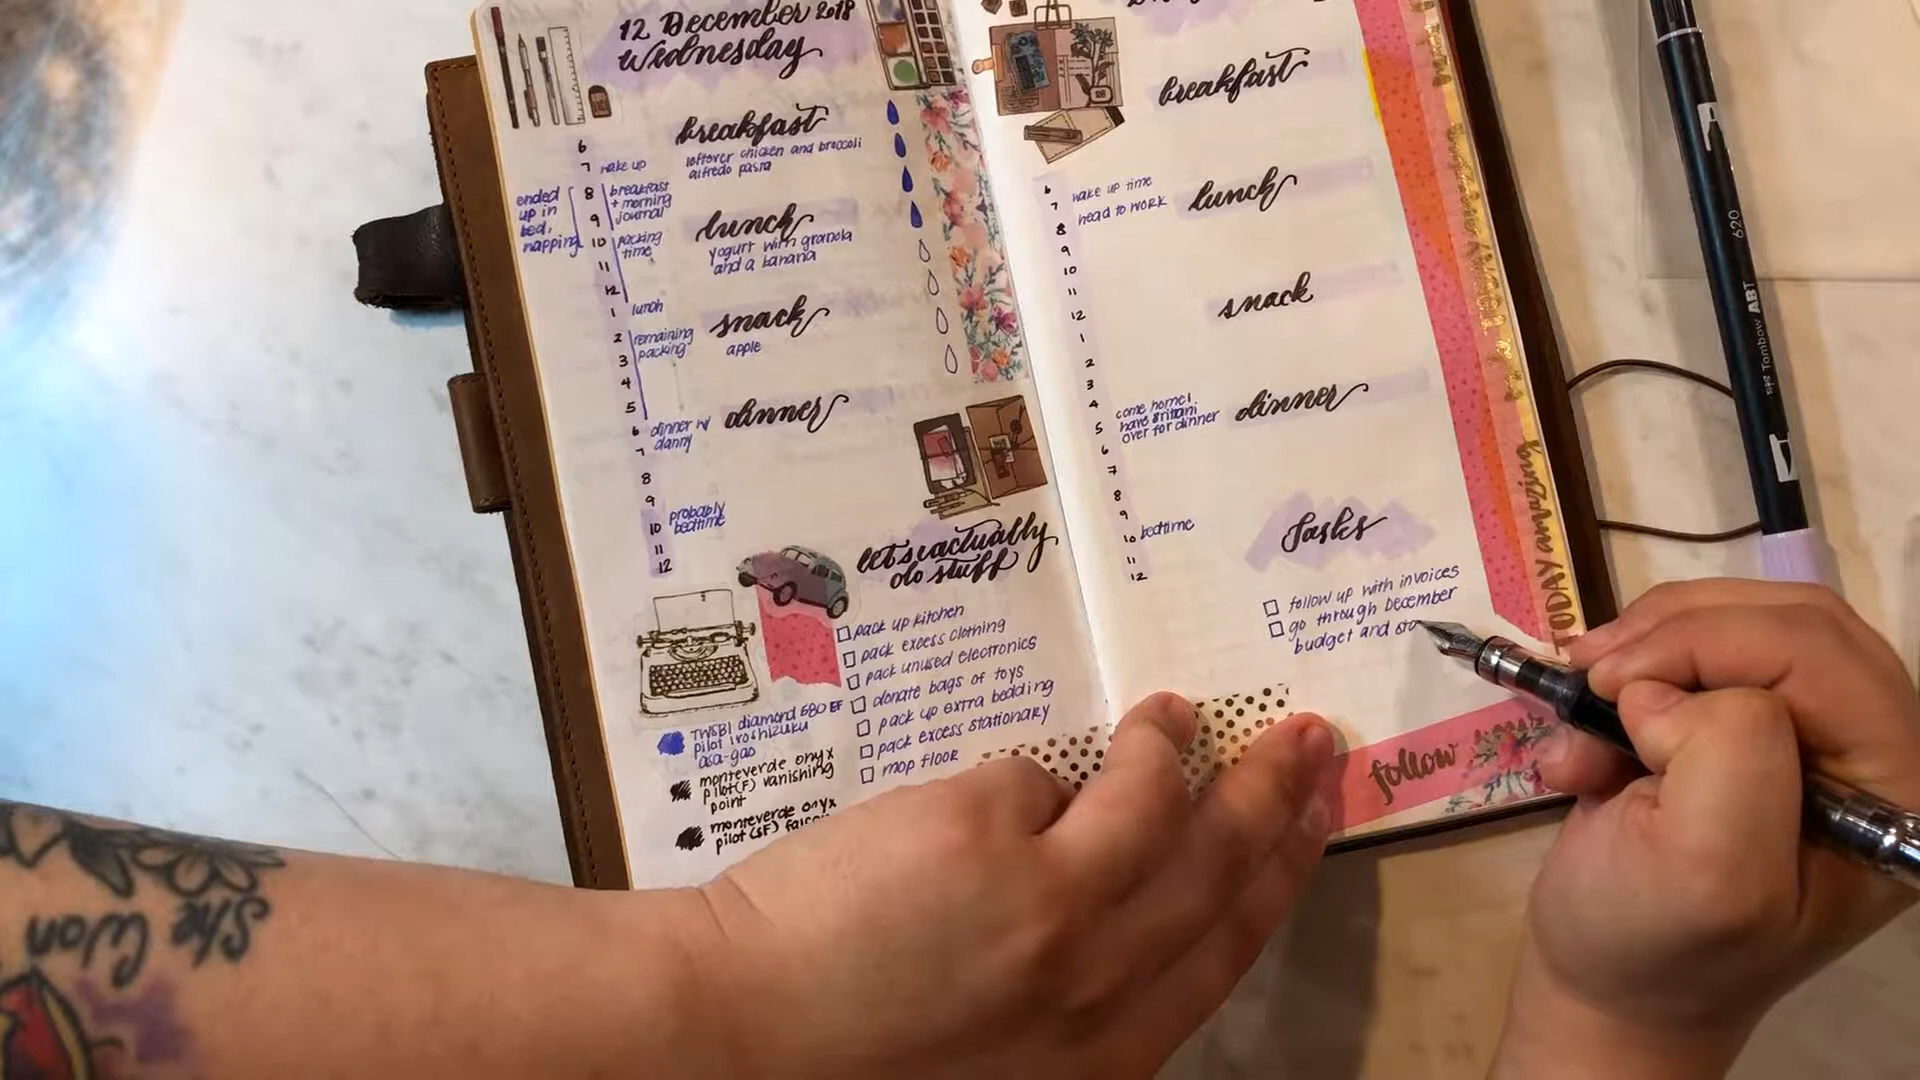 12 December 2018
Wednesday
breakfast
leftover chicken and broccoli
alfredo pasta
lunch
yogurt with granola
and a banana
snack
apple
dinner
6
7 wake up
8 breakfast
+ morning
9 journal
10 packing
time
11
12
1 lunch
2 remaining
3 packing
4
5
6 dinner w/
danny
7
8
9
10 probably
bedtime
11
12
ended
up in
bed,
napping
let's actually
do stuff
pack up kitchen
pack excess clothing
pack unused electronics
donate bags of toys
pack up extra bedding
pack excess stationary
mop floor
TWSBI diamond 580 EF
pilot iroshizuku
asa-gao
monteverde onyx
pilot (F) vanishing
point
monteverde onyx
pilot (SF)
breakfast
lunch
snack
dinner
6 wake up time
7
8 head to work
9
10
11
12
1
2
3
4 come home!
have
5 over for dinner
6
7
8
9
10 bedtime
11
12
Tasks
follow up with invoices
go through December
budget and
TODAY amazing
follow
Tombow ABT
620
She Won